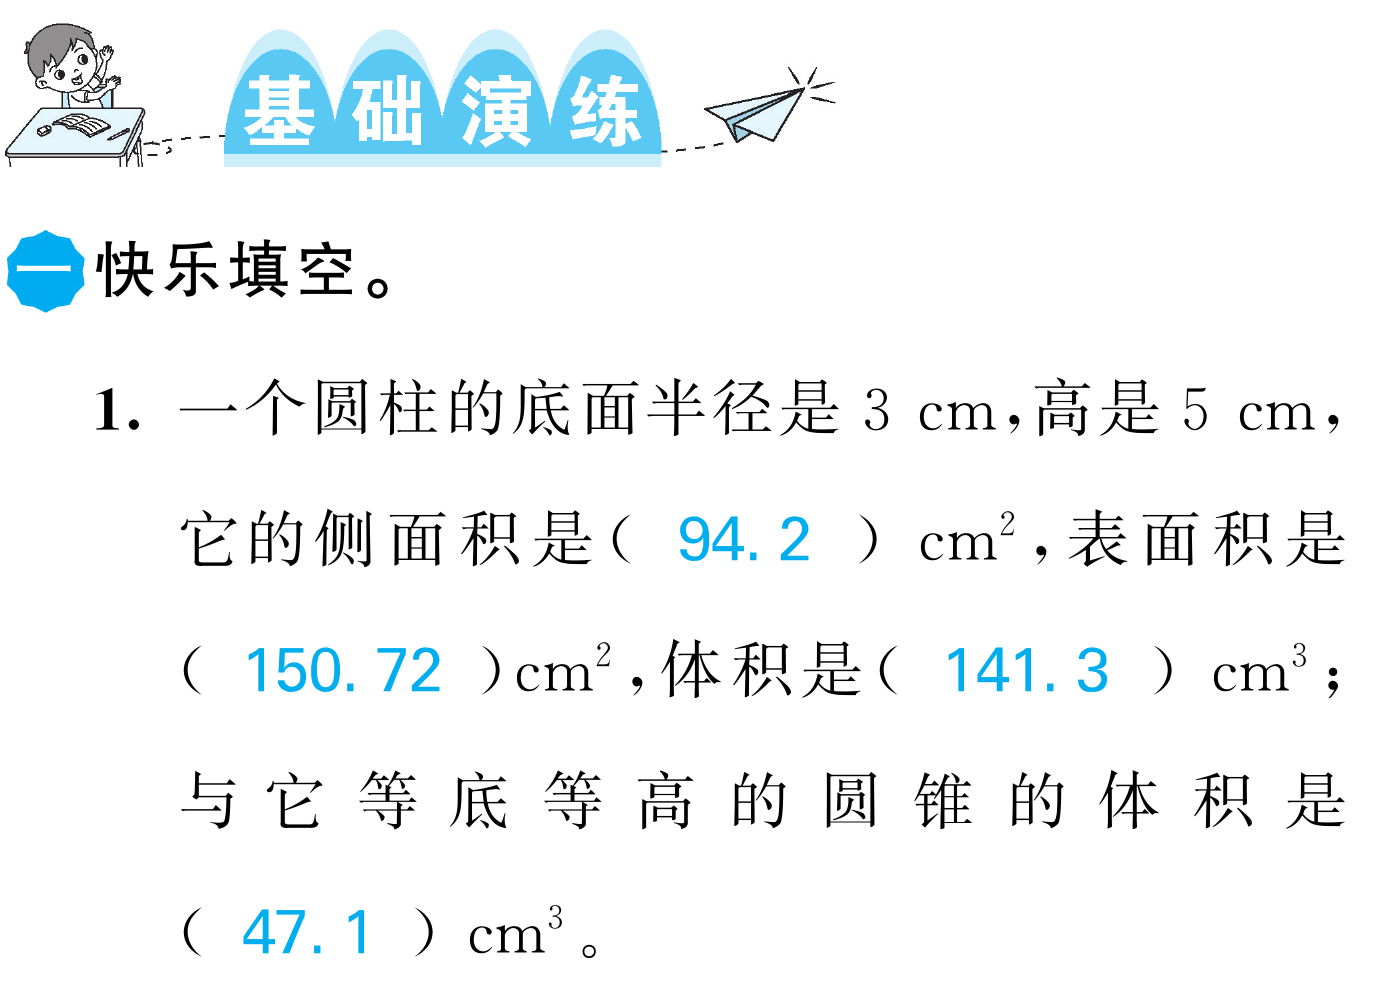 基础演练
一 快乐填空。
1. 一个圆柱的底面半径是 3 cm,高是 5 cm,
它的侧面积是( 94.2 ) cm²,表面积是
( 150.72 )cm²,体积是( 141.3 ) cm³;
与它等底等高的圆锥的体积是
( 47.1 ) cm³。